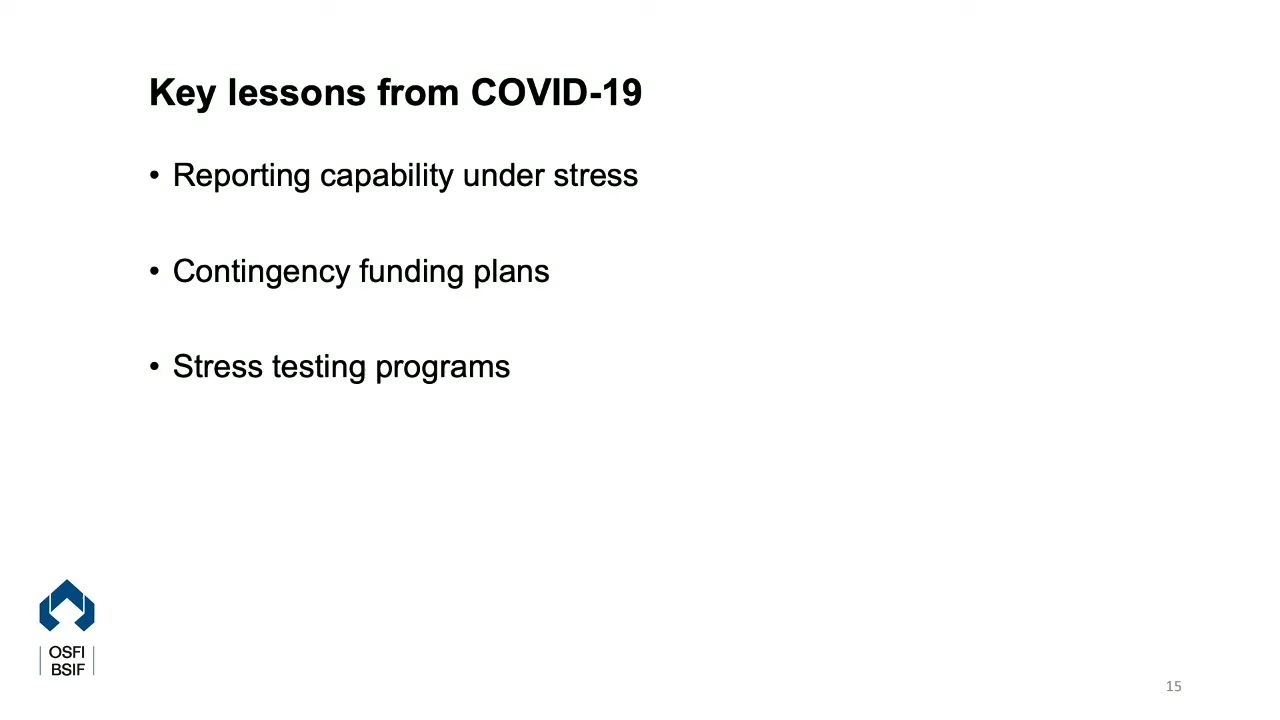 Key lessons from COVID-19
• Reporting capability under stress
• Contingency funding plans
• Stress testing programs
OSFI
BSIF
15